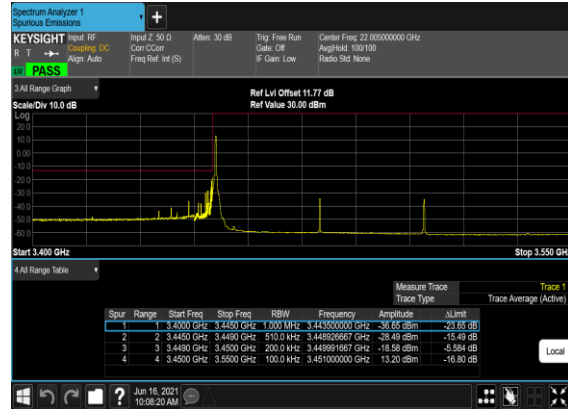 Spectrum Analyzer 1
Spurious Emissions
KEYSIGHT
R T
LW PASS
Input: RF
Coupling: DC
Align: Auto
Input Z: 50 Ω
Corr CCorr
Freq Ref: Int (S)
Atten: 30 dB
Trig: Free Run
Gate: Off
IF Gain: Low
Center Freq: 22.005000000 GHz
Avg|Hold: 100/100
Radio Std: None
3 All Range Graph
Scale/Div 10.0 dB
Ref Lvl Offset 11.77 dB
Ref Value 30.00 dBm
Log
20.0
10.0
0.00
-10.0
-20.0
-30.0
-40.0
-50.0
-60.0
Start 3.400 GHz
Stop 3.550 GHz
4 All Range Table
Measure Trace Trace 1
Trace Type Trace Average (Active)
Spur Range Start Freq Stop Freq RBW Frequency Amplitude ΔLimit
1 1 3.4000 GHz 3.4450 GHz 1.000 MHz 3.443500000 GHz -36.65 dBm -23.65 dB
2 2 3.4450 GHz 3.4490 GHz 510.0 kHz 3.448926667 GHz -28.49 dBm -15.49 dB
3 3 3.4490 GHz 3.4500 GHz 200.0 kHz 3.449991667 GHz -18.58 dBm -5.584 dB
4 4 3.4500 GHz 3.5500 GHz 100.0 kHz 3.451000000 GHz 13.20 dBm -16.80 dB
Local
?
Jun 16, 2021
10:08:20 AM